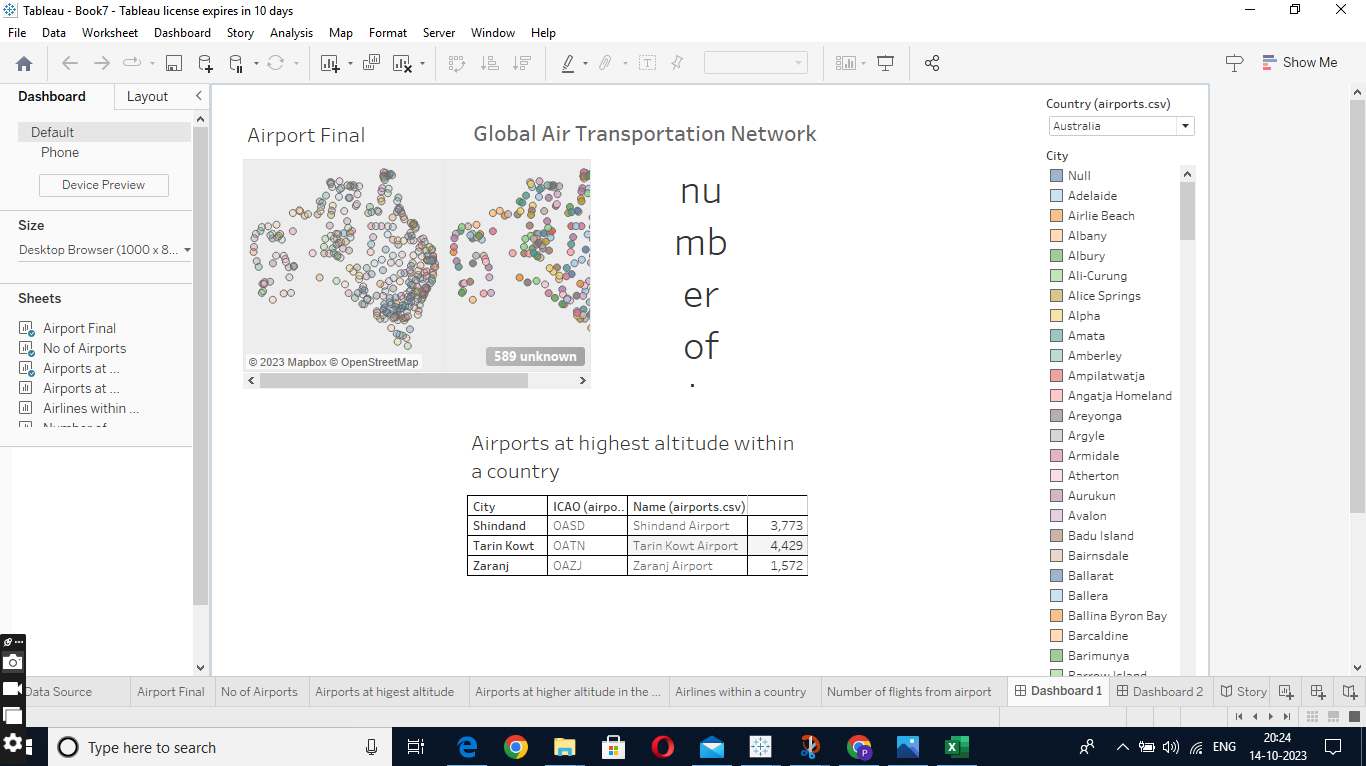 Tableau - Book7 - Tableau license expires in 10 days
File Data Worksheet Dashboard Story Analysis Map Format Server Window Help
Show Me
Dashboard Layout
Default
Phone
Device Preview
Size
Desktop Browser (1000 x 8...
Sheets
Airport Final
No of Airports
Airports at ...
Airports at ...
Airlines within ...
Number of
Airport Final
Global Air Transportation Network
© 2023 Mapbox © OpenStreetMap
589 unknown
nu
mb
er
of
Airports at highest altitude within
a country
City ICAO (airpo.. Name (airports.csv)
Shindand OASD Shindand Airport 3,773
Tarin Kowt OATN Tarin Kowt Airport 4,429
Zaranj OAZJ Zaranj Airport 1,572
Country (airports.csv)
Australia
City
Null
Adelaide
Airlie Beach
Albany
Albury
Ali-Curung
Alice Springs
Alpha
Amata
Amberley
Ampilatwatja
Angatja Homeland
Areyonga
Argyle
Armidale
Atherton
Aurukun
Avalon
Badu Island
Bairnsdale
Ballarat
Ballera
Ballina Byron Bay
Barcaldine
Barimunya
Barrow Island
Data Source Airport Final No of Airports Airports at higest altitude Airports at higher altitude in the ... Airlines within a country Number of flights from airport Dashboard 1 Dashboard 2 Story
Type here to search
ENG
20:24
14-10-2023